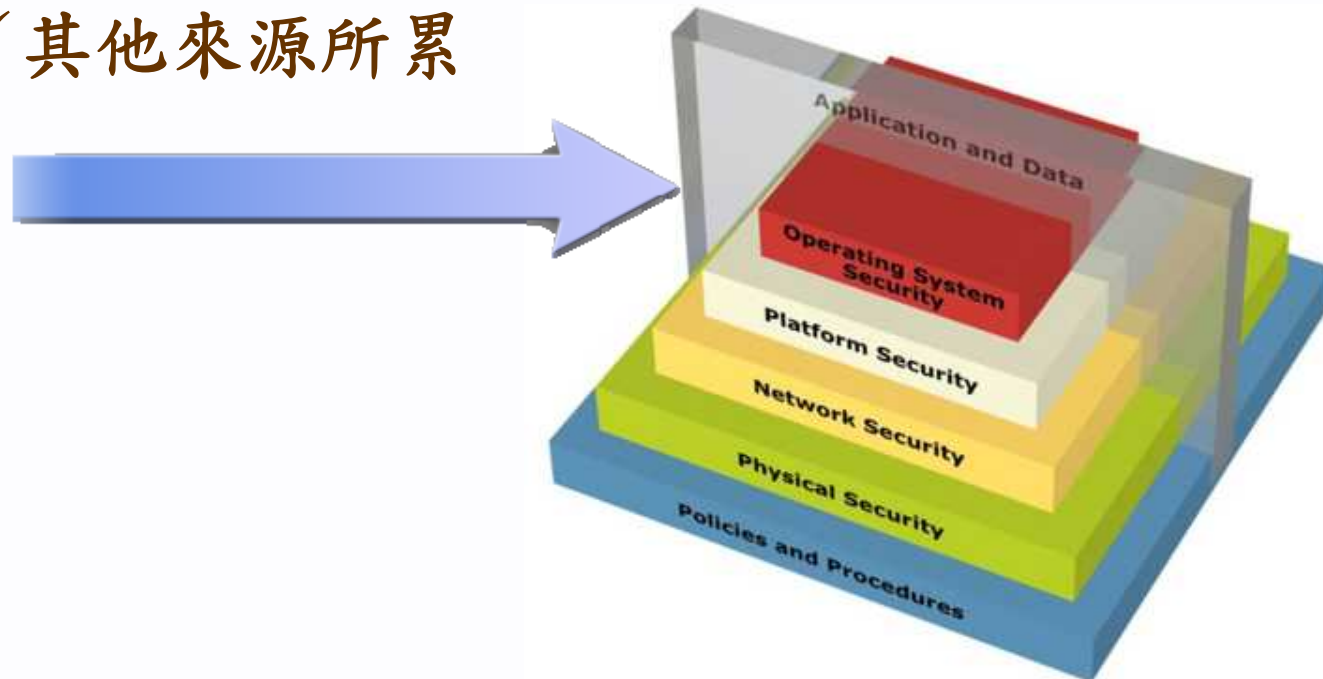 其他來源所累
Application and Data
Operating System
Security
Platform Security
Network Security
Physical Security
Policies and Procedures